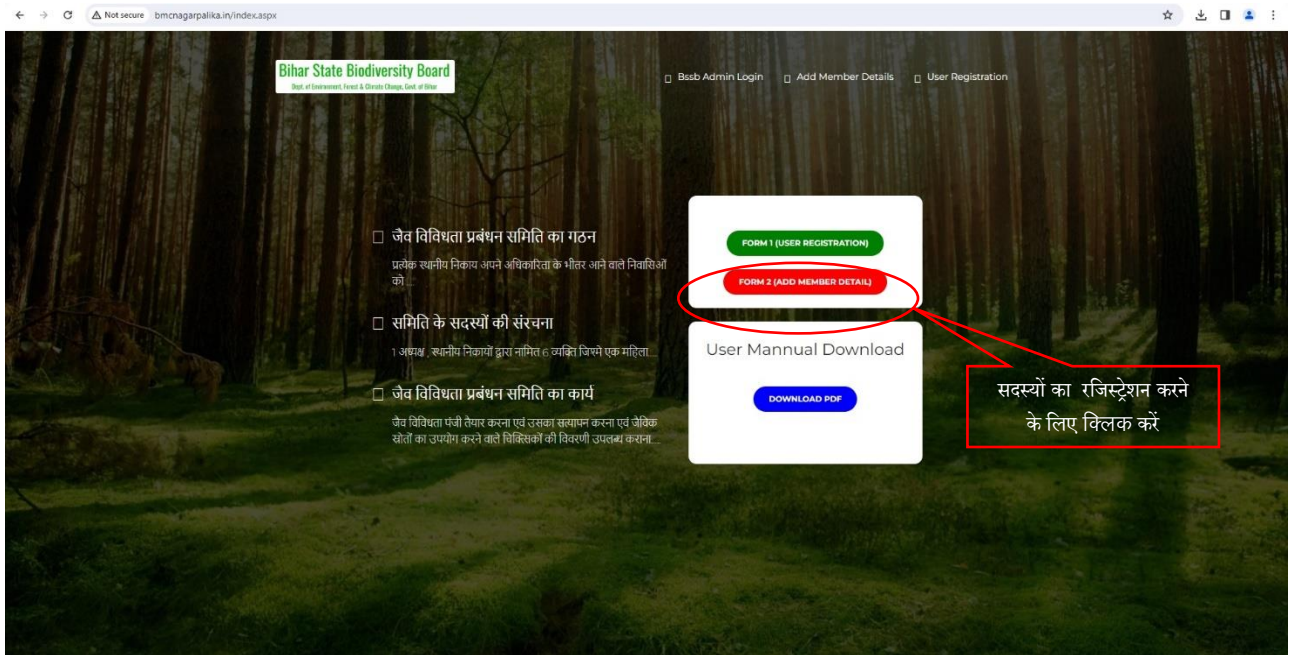 Not secure bmcnagarpalika.in/index.aspx
Bihar State Biodiversity Board
Dept. of Environment, Forest & Climate Change, Govt. of Bihar
Bssb Admin Login Add Member Details User Registration
जैव विविधता प्रबंधन समिति का गठन
प्रत्येक स्थानीय निकाय अपने अधिकारिता के भीतर आने वाले निवासिओं
को ...
समिति के सदस्यों की संरचना
1 अध्यक्ष , स्थानीय निकायों द्वारा नामित 6 व्यक्ति जिसमे एक महिला...
जैव विविधता प्रबंधन समिति का कार्य
जैव विविधता पंजी तैयार करना एवं उसका सत्यापन करना एवं जैविक
स्रोतों का उपयोग करने वाले चिकित्सकों की विवरणी उपलब्ध कराना...
FORM 1 (USER REGISTRATION)
FORM 2 (ADD MEMBER DETAIL)
User Mannual Download
DOWNLOAD PDF
सदस्यों का रजिस्ट्रेशन करने
के लिए क्लिक करें